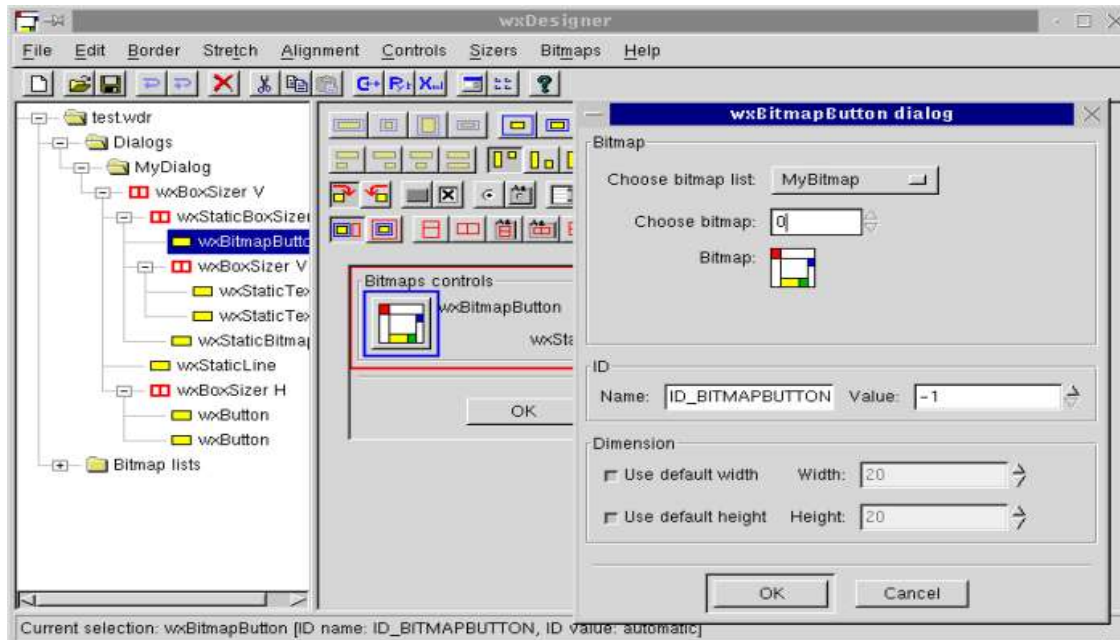 wxDesigner
File Edit Border Stretch Alignment Controls Sizers Bitmaps Help
test.wdr
Dialogs
MyDialog
wxBoxSizer V
wxStaticBoxSizer
wxBitmapButto
wxBoxSizer V
wxStaticTex
wxStaticTex
wxStaticBitmap
wxStaticLine
wxBoxSizer H
wxButton
wxButton
Bitmap lists
Bitmaps controls
wxBitmapButton
wxSta
OK
wxBitmapButton dialog
Bitmap
Choose bitmap list: MyBitmap
Choose bitmap: 0
Bitmap:
ID
Name: ID_BITMAPBUTTON Value: -1
Dimension
Use default width Width: 20
Use default height Height: 20
OK Cancel
Current selection: wxBitmapButton [ID name: ID_BITMAPBUTTON, ID value: automatic]